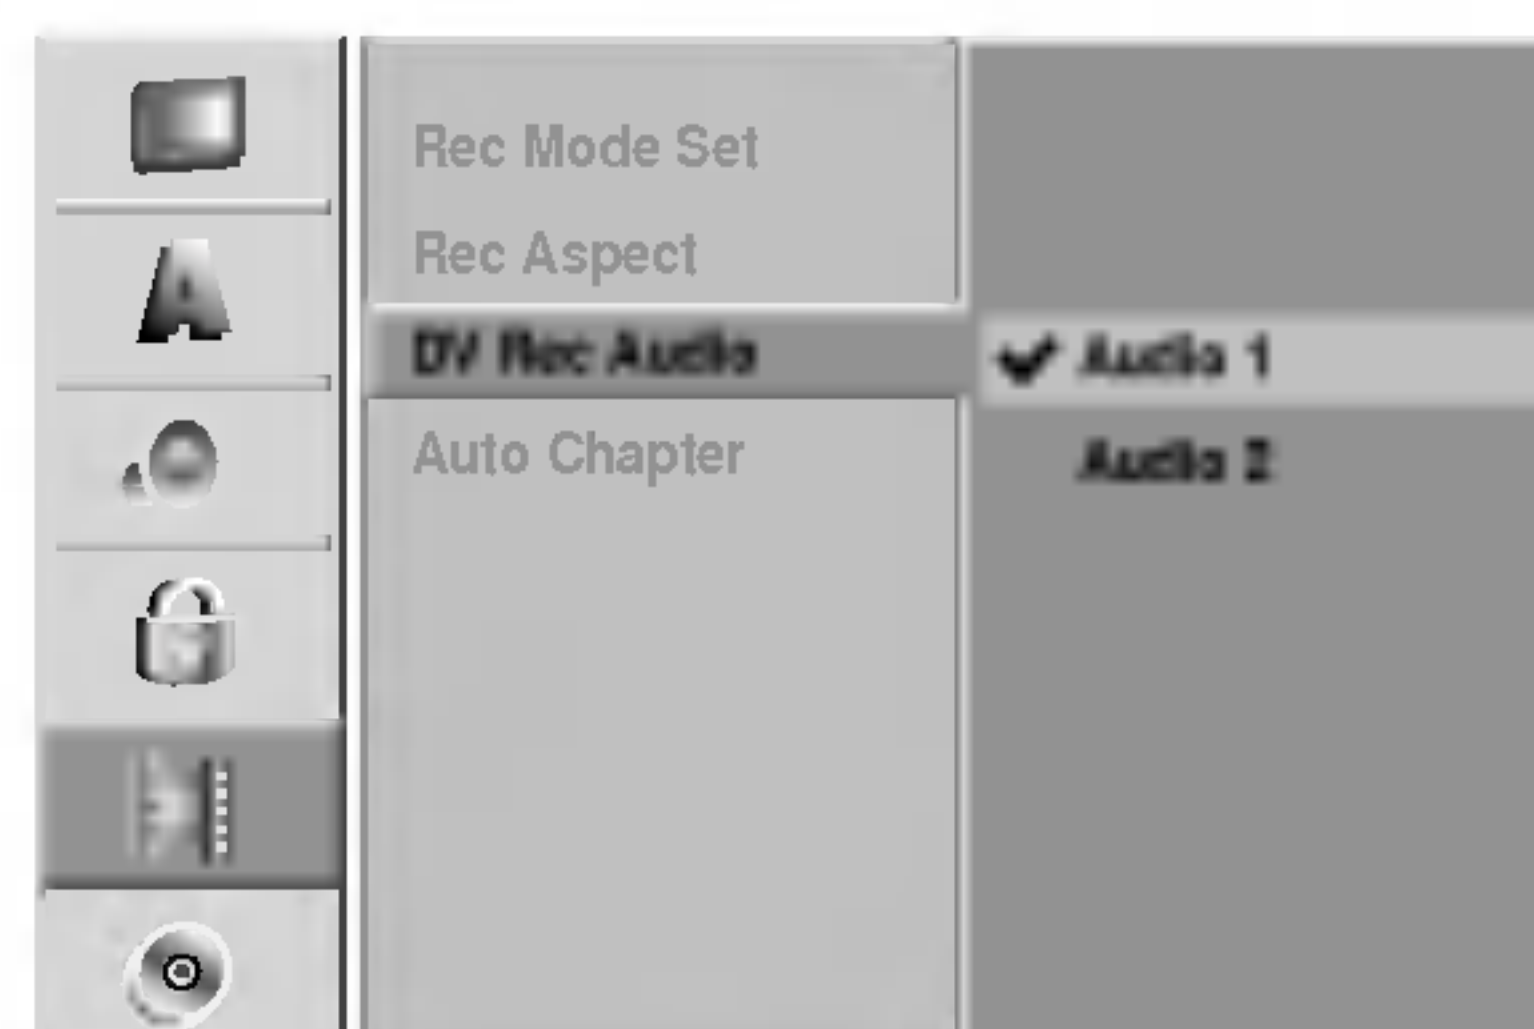 Rec Mode Set
Rec Aspect
DV Rec Audio
Audio 1
Auto Chapter
Audio 2